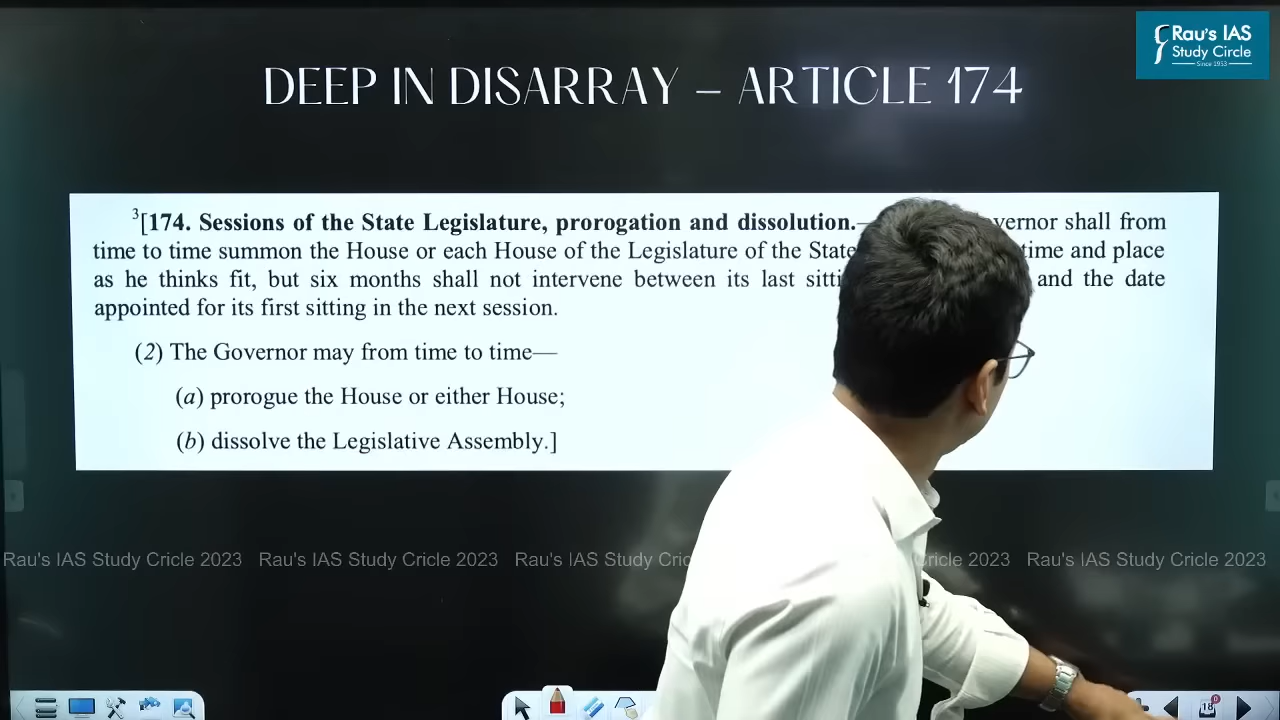 Rau's IAS
Study Circle
Since 1953
DEEP IN DISARRAY – ARTICLE 174
3[174. Sessions of the State Legislature, prorogation and dissolution.— vernor shall from
time to time summon the House or each House of the Legislature of the State time and place
as he thinks fit, but six months shall not intervene between its last sitti and the date
appointed for its first sitting in the next session.
(2) The Governor may from time to time—
(a) prorogue the House or either House;
(b) dissolve the Legislative Assembly.]
Rau's IAS Study Cricle 2023 Rau's IAS Study Cricle 2023 Rau's IAS Study Cric ricle 2023 Rau's IAS Study Cricle 2023
18